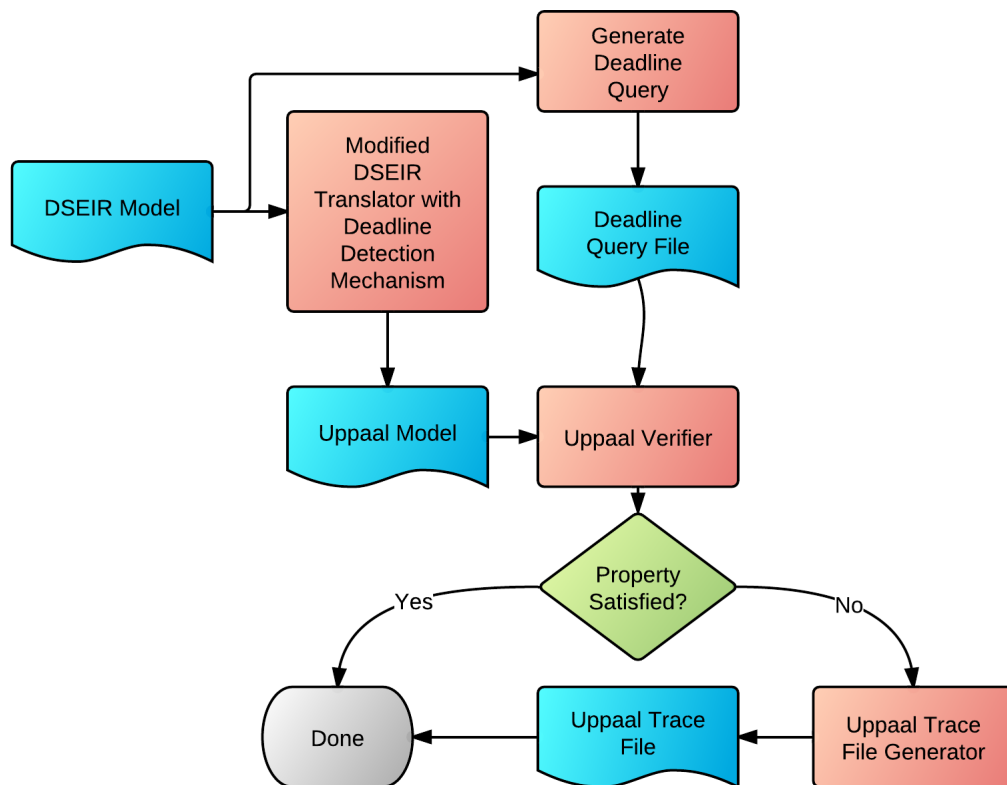 Generate
Deadline
Query
Modified
DSEIR
Translator with
Deadline
Detection
Mechanism
DSEIR Model
Deadline
Query File
Uppaal Model
Uppaal Verifier
Property
Satisfied?
Yes
No
Done
Uppaal Trace
File
Uppaal Trace
File Generator